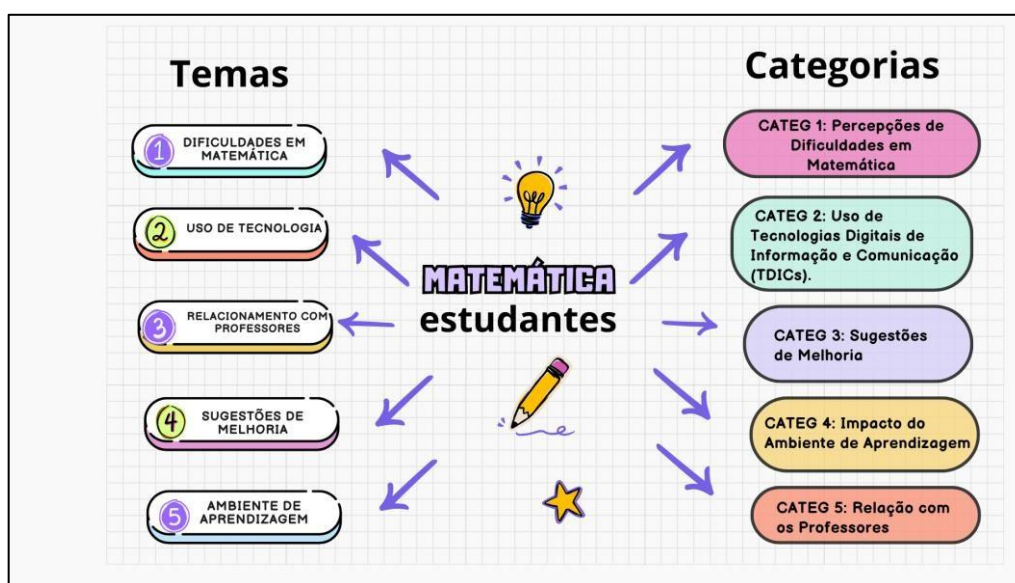 Temas
1
DIFICULDADES EM
MATEMÁTICA
2
USO DE TECNOLOGIA
3
RELACIONAMENTO COM
PROFESSORES
4
SUGESTÕES DE
MELHORIA
5
AMBIENTE DE
APRENDIZAGEM
MATEMÁTICA
estudantes
Categorias
CATEG 1: Percepções de
Dificuldades em
Matemática
CATEG 2: Uso de
Tecnologias Digitais de
Informação e Comunicação
(TDICs).
CATEG 3: Sugestões
de Melhoria
CATEG 4: Impacto do
Ambiente de Aprendizagem
CATEG 5: Relação com
os Professores